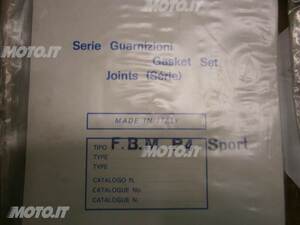 MOTO.IT
MOTO.IT
Serie Guarnizioni
Gasket Set
Joints (Série)
MADE IN ITALY
TIPO F.B.M. P4 Sport
TYPE
TYPE
CATALOGO N.
CATALOGUE No.
CATALOGUE N.
MOTO.IT
MOTO.IT